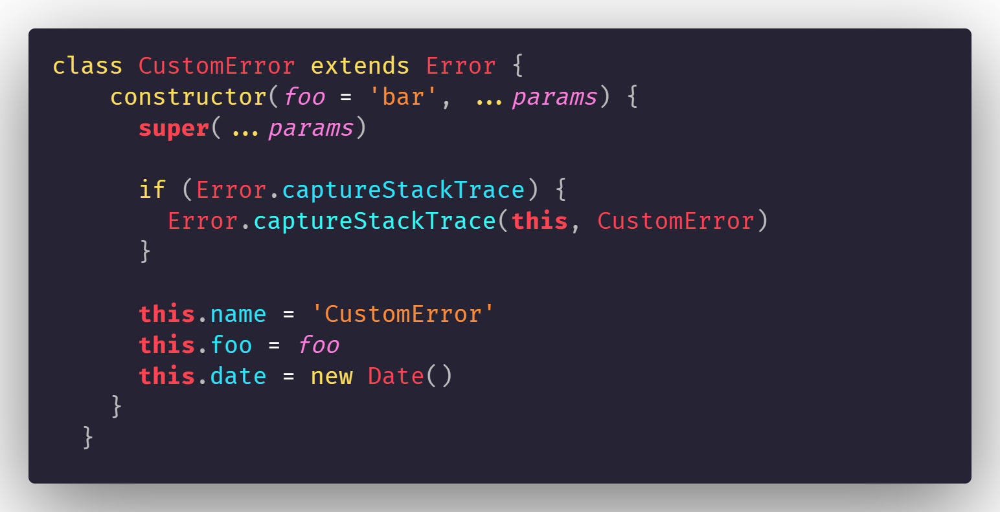 class CustomError extends Error {
    constructor(foo = 'bar', ...params) {
      super(...params)

      if (Error.captureStackTrace) {
        Error.captureStackTrace(this, CustomError)
      }

      this.name = 'CustomError'
      this.foo = foo
      this.date = new Date()
    }
  }